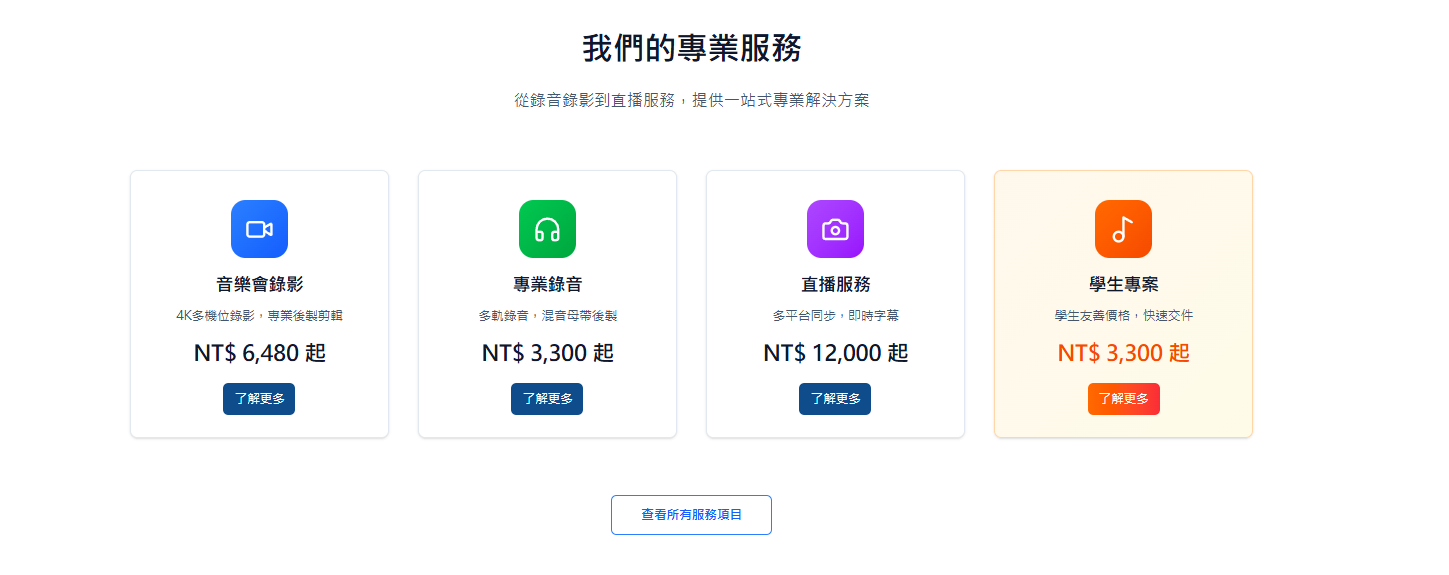 我們的專業服務
從錄音錄影到直播服務，提供一站式專業解決方案
音樂會錄影
4K多機位錄影，專業後製剪輯
NT$ 6,480 起
了解更多
專業錄音
多軌錄音，混音母帶後製
NT$ 3,300 起
了解更多
直播服務
多平台同步，即時字幕
NT$ 12,000 起
了解更多
學生專案
學生友善價格，快速交件
NT$ 3,300 起
了解更多
查看所有服務項目